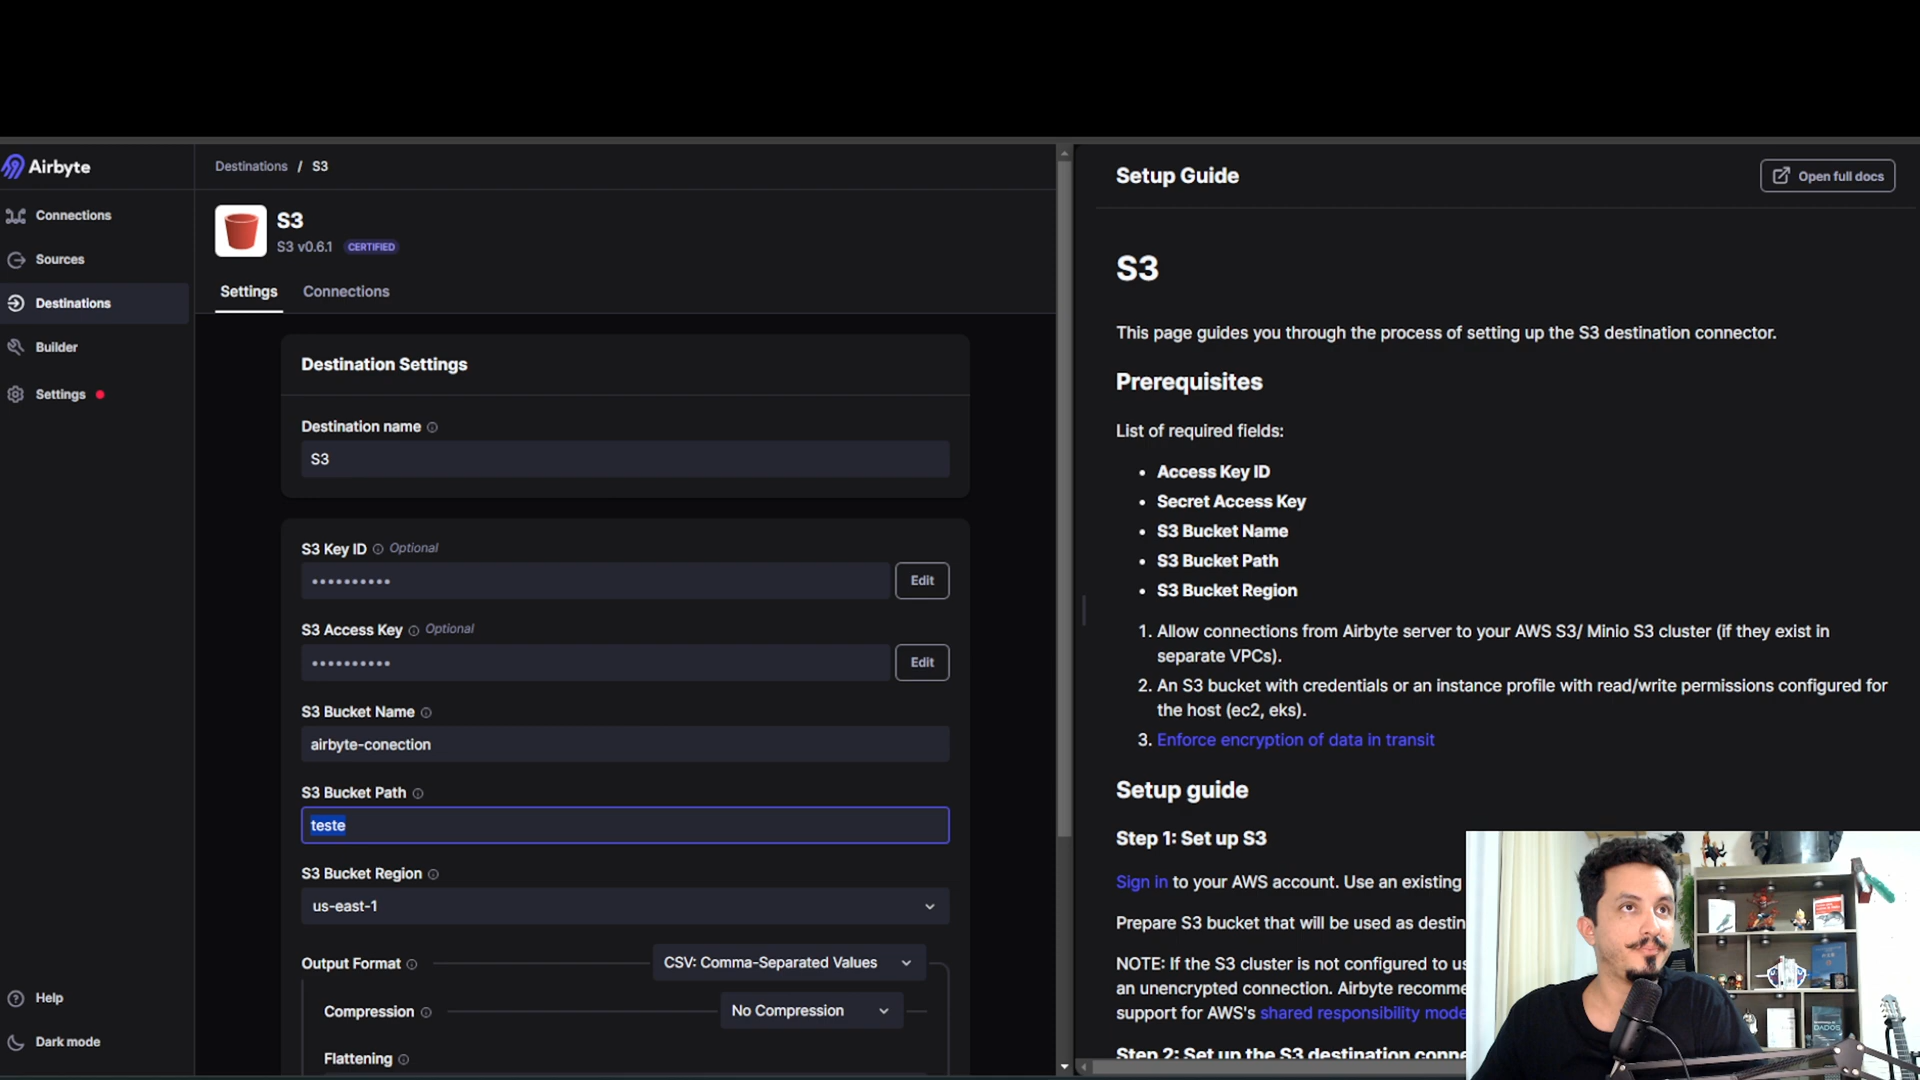 Airbyte
Connections
Sources
Destinations
Builder
Settings
Help
Dark mode
Destinations / S3
S3
S3 v0.6.1 CERTIFIED
Settings Connections
Destination Settings
Destination name
S3
S3 Key ID Optional
•••••••••• Edit
S3 Access Key Optional
•••••••••• Edit
S3 Bucket Name
airbyte-conection
S3 Bucket Path
teste
S3 Bucket Region
us-east-1
Output Format CSV: Comma-Separated Values
Compression No Compression
Flattening
Setup Guide Open full docs
S3
This page guides you through the process of setting up the S3 destination connector.
Prerequisites
List of required fields:
• Access Key ID
• Secret Access Key
• S3 Bucket Name
• S3 Bucket Path
• S3 Bucket Region
1. Allow connections from Airbyte server to your AWS S3/ Minio S3 cluster (if they exist in
separate VPCs).
2. An S3 bucket with credentials or an instance profile with read/write permissions configured for
the host (ec2, eks).
3. Enforce encryption of data in transit
Setup guide
Step 1: Set up S3
Sign in to your AWS account. Use an existing
Prepare S3 bucket that will be used as destin
NOTE: If the S3 cluster is not configured to us
an unencrypted connection. Airbyte recomme
support for AWS's shared responsibility mode
Step 2: Set up the S3 destination conne
DADOS